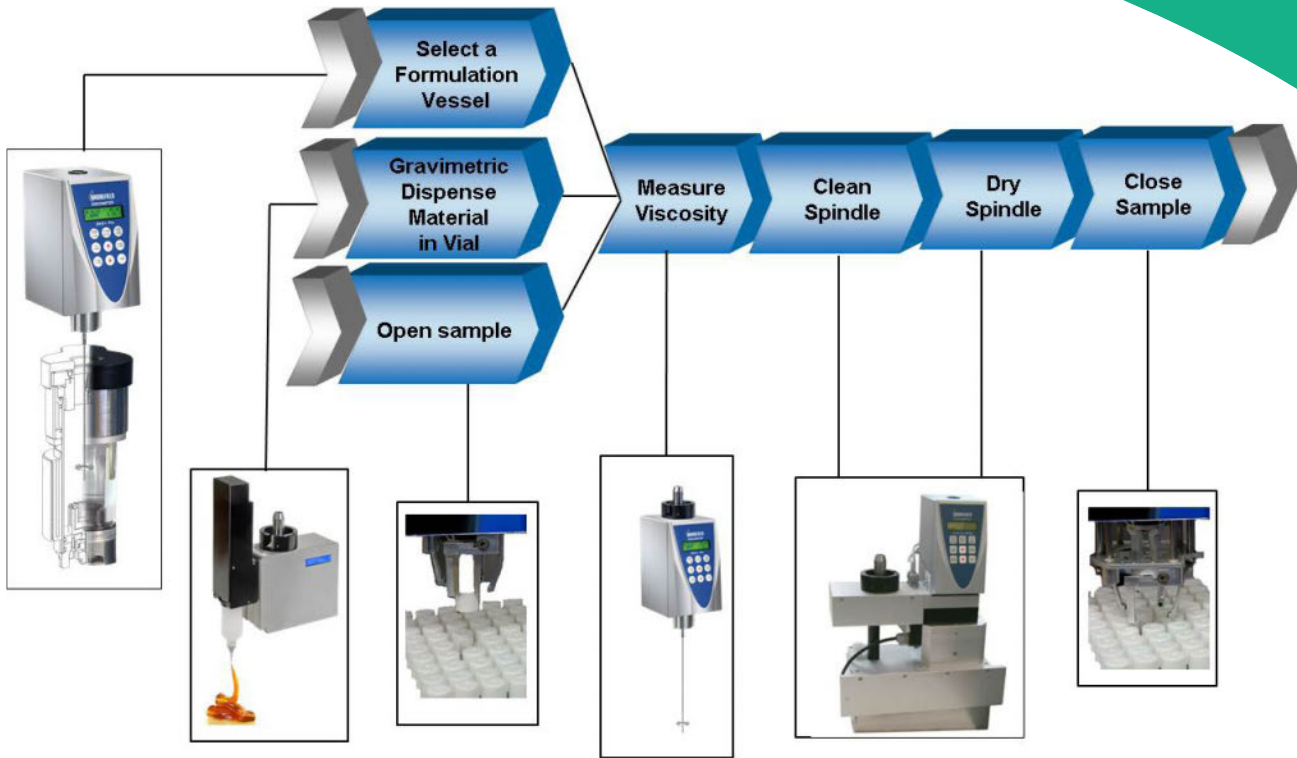 Select a
Formulation
Vessel
Gravimetric
Dispense
Material
in Vial
Open sample
Measure
Viscosity
Clean
Spindle
Dry
Spindle
Close
Sample